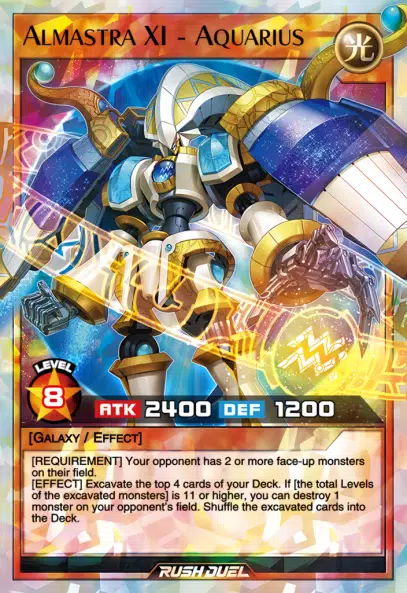 ALMASTRA XI - AQUARIUS
光
LEVEL
8
ATK 2400 DEF 1200
[GALAXY / EFFECT]
[REQUIREMENT] Your opponent has 2 or more face-up monsters
on their field.
[EFFECT] Excavate the top 4 cards of your Deck. If [the total Levels
of the excavated monsters] is 11 or higher, you can destroy 1
monster on your opponent's field. Shuffle the excavated cards into
the Deck.
RUSH DUEL